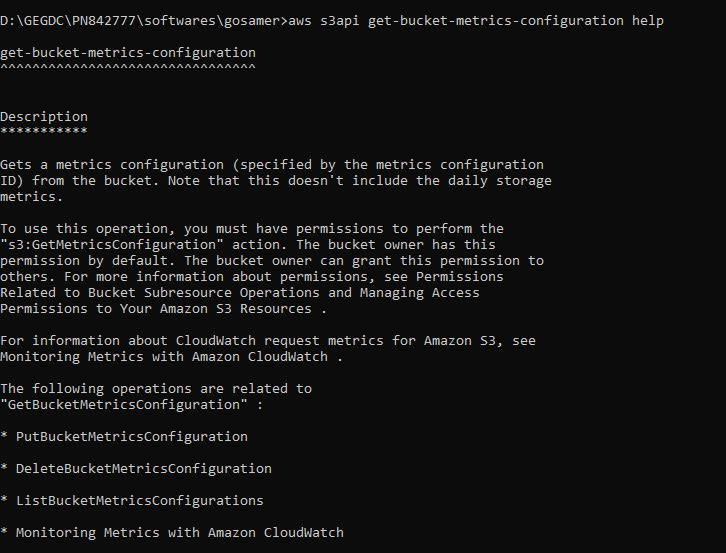 D:\GEGDC\PN842777\softwares\gosamer>aws s3api get-bucket-metrics-configuration help
get-bucket-metrics-configuration
^^^^^^^^^^^^^^^^^^^^^^^^^^^^^^^^
Description
***********
Gets a metrics configuration (specified by the metrics configuration
ID) from the bucket. Note that this doesn't include the daily storage
metrics.
To use this operation, you must have permissions to perform the
"s3:GetMetricsConfiguration" action. The bucket owner has this
permission by default. The bucket owner can grant this permission to
others. For more information about permissions, see Permissions
Related to Bucket Subresource Operations and Managing Access
Permissions to Your Amazon S3 Resources .
For information about CloudWatch request metrics for Amazon S3, see
Monitoring Metrics with Amazon CloudWatch .
The following operations are related to
"GetBucketMetricsConfiguration" :
* PutBucketMetricsConfiguration
* DeleteBucketMetricsConfiguration
* ListBucketMetricsConfigurations
* Monitoring Metrics with Amazon CloudWatch